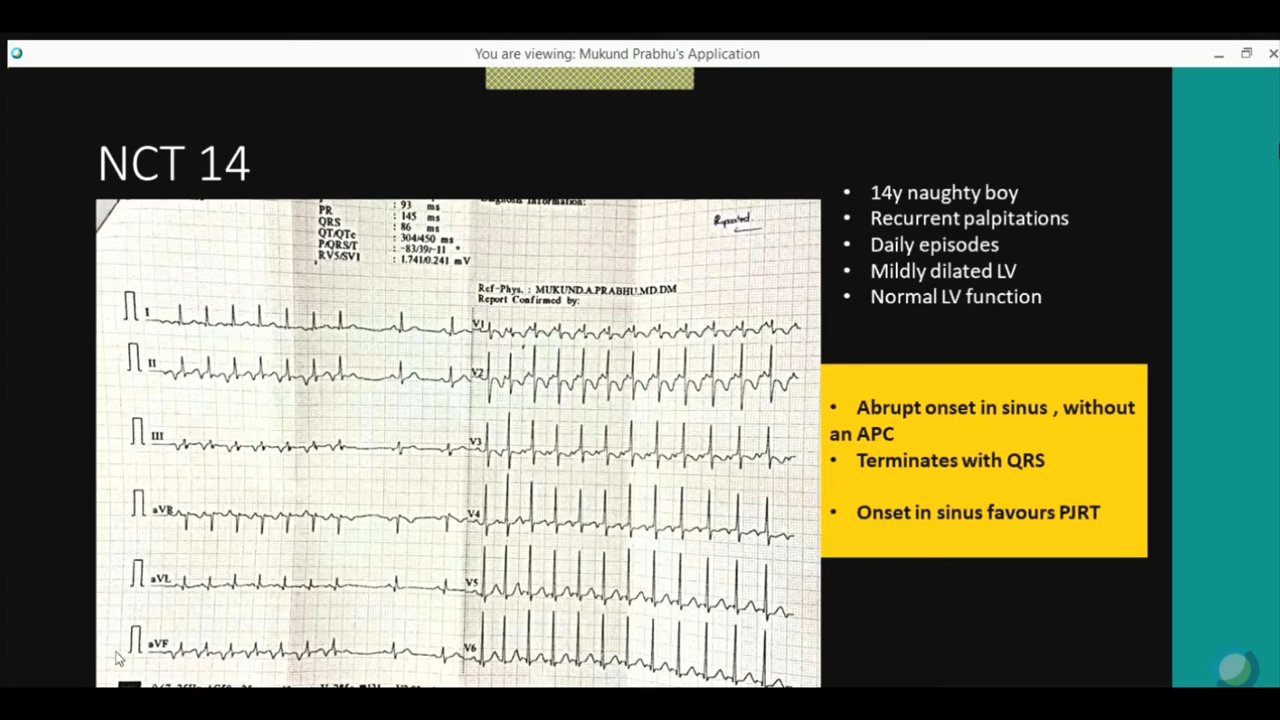 You are viewing: Mukund Prabhu's Application
NCT 14
• 14y naughty boy
• Recurrent palpitations
• Daily episodes
• Mildly dilated LV
• Normal LV function
• Abrupt onset in sinus , without
an APC
• Terminates with QRS
• Onset in sinus favours PJRT
Diagnosis Information:
Repeated
: 93 ms
PR : 145 ms
QRS : 86 ms
QT/QTc : 304/450 ms
P/QRS/T : -83/39/-11 °
RV5/SV1 : 1.741/0.241 mV
Ref-Phys. : MUKUND.A.PRABHU.MD.DM
Report Confirmed by:
I V1
II V2
III V3
aVR V4
aVL V5
aVF V6